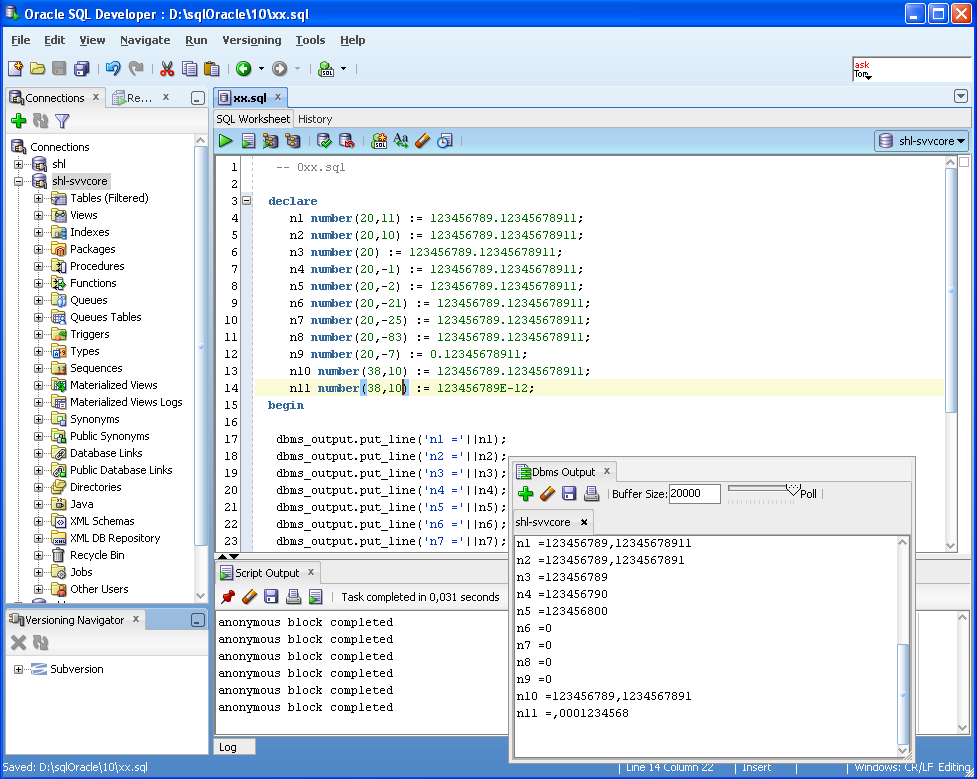 Oracle SQL Developer : D:\sqlOracle\10\xx.sql
File Edit View Navigate Run Versioning Tools Help
ask
Tom
Connections
Re...
xx.sql
SQL Worksheet History
shl-svvcore
Connections
shl
shl-svvcore
Tables (Filtered)
Views
Indexes
Packages
Procedures
Functions
Queues
Queues Tables
Triggers
Types
Sequences
Materialized Views
Materialized Views Logs
Synonyms
Public Synonyms
Database Links
Public Database Links
Directories
Java
XML Schemas
XML DB Repository
Recycle Bin
Jobs
Other Users
1 -- 0xx.sql
2
3 declare
4 n1 number(20,11) := 123456789.12345678911;
5 n2 number(20,10) := 123456789.12345678911;
6 n3 number(20) := 123456789.12345678911;
7 n4 number(20,-1) := 123456789.12345678911;
8 n5 number(20,-2) := 123456789.12345678911;
9 n6 number(20,-21) := 123456789.12345678911;
10 n7 number(20,-25) := 123456789.12345678911;
11 n8 number(20,-83) := 123456789.12345678911;
12 n9 number(20,-7) := 0.12345678911;
13 n10 number(38,10) := 123456789.12345678911;
14 n11 number(38,10) := 123456789E-12;
15 begin
16
17 dbms_output.put_line('n1 ='||n1);
18 dbms_output.put_line('n2 ='||n2);
19 dbms_output.put_line('n3 ='||n3);
20 dbms_output.put_line('n4 ='||n4);
21 dbms_output.put_line('n5 ='||n5);
22 dbms_output.put_line('n6 ='||n6);
23 dbms_output.put_line('n7 ='||n7);
Dbms Output
Buffer Size: 20000 Poll
shl-svvcore
n1 =123456789,12345678911
n2 =123456789,1234567891
n3 =123456789
n4 =123456790
n5 =123456800
n6 =0
n7 =0
n8 =0
n9 =0
n10 =123456789,1234567891
n11 =,0001234568
Script Output
Task completed in 0,031 seconds
anonymous block completed
anonymous block completed
anonymous block completed
anonymous block completed
anonymous block completed
anonymous block completed
Log
Versioning Navigator
Subversion
Saved: D:\sqlOracle\10\xx.sql
Line 14 Column 22 Insert Windows: CR/LF Editing